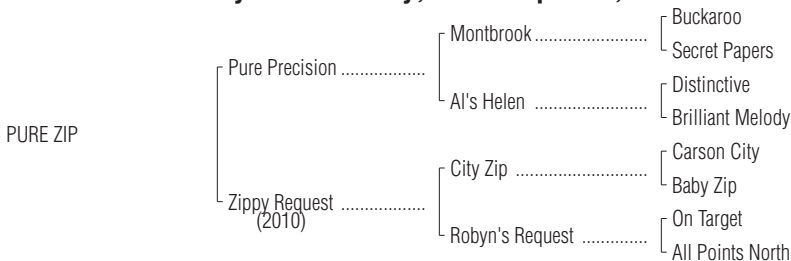 Buckaroo
Montbrook
Secret Papers
Pure Precision
Distinctive
Al's Helen
Brilliant Melody
PURE ZIP
Carson City
City Zip
Baby Zip
Zippy Request
(2010)
On Target
Robyn's Request
All Points North